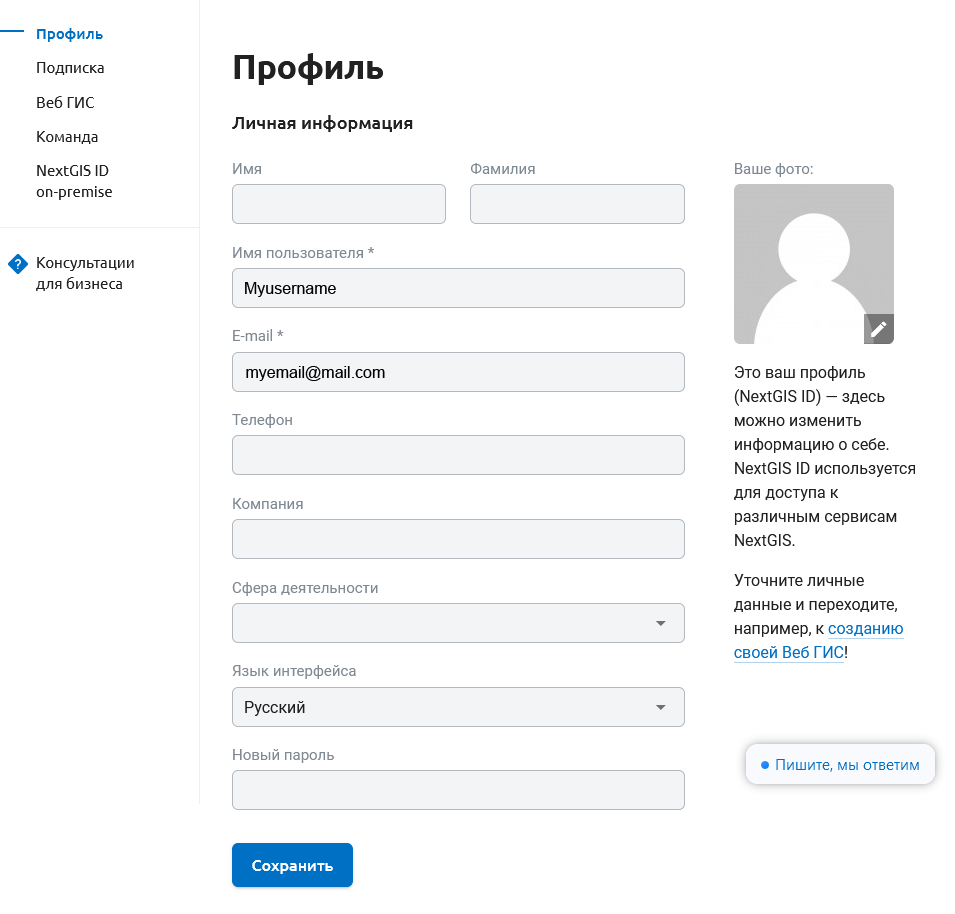 Профиль
Подписка
Веб ГИС
Команда
NextGIS ID
on-premise
Консультации
для бизнеса
Профиль
Личная информация
Имя
Фамилия
Имя пользователя *
Myusername
E-mail *
myemail@mail.com
Телефон
Компания
Сфера деятельности
Язык интерфейса
Русский
Новый пароль
Сохранить
Ваше фото:
Это ваш профиль
(NextGIS ID) — здесь
можно изменить
информацию о себе.
NextGIS ID используется
для доступа к
различным сервисам
NextGIS.
Уточните личные
данные и переходите,
например, к созданию
своей Веб ГИС!
Пишите, мы ответим